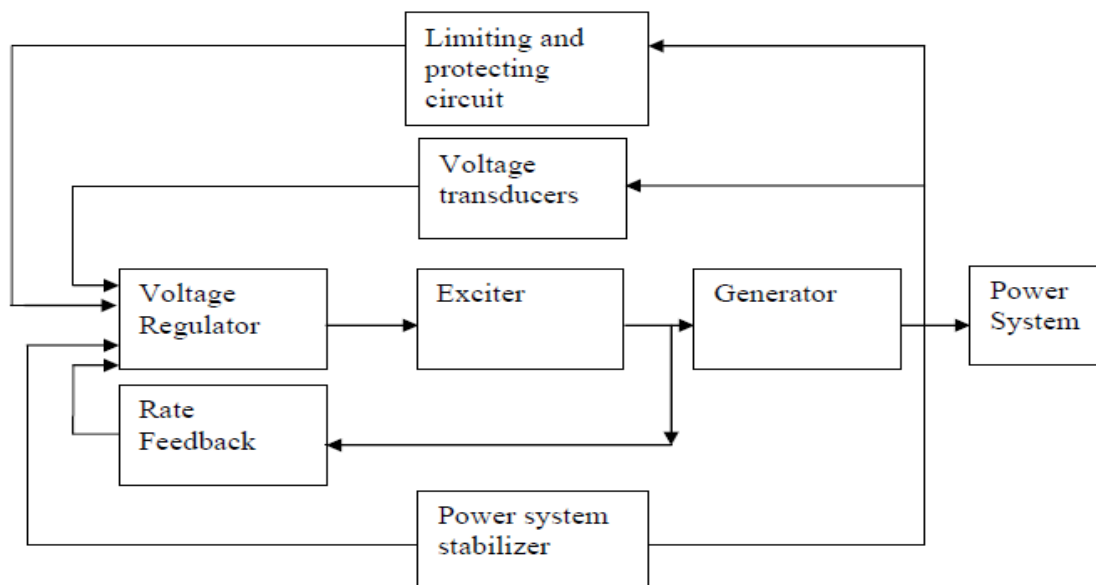 Limiting and
protecting
circuit
Voltage
transducers
Voltage
Regulator
Exciter
Generator
Power
System
Rate
Feedback
Power system
stabilizer